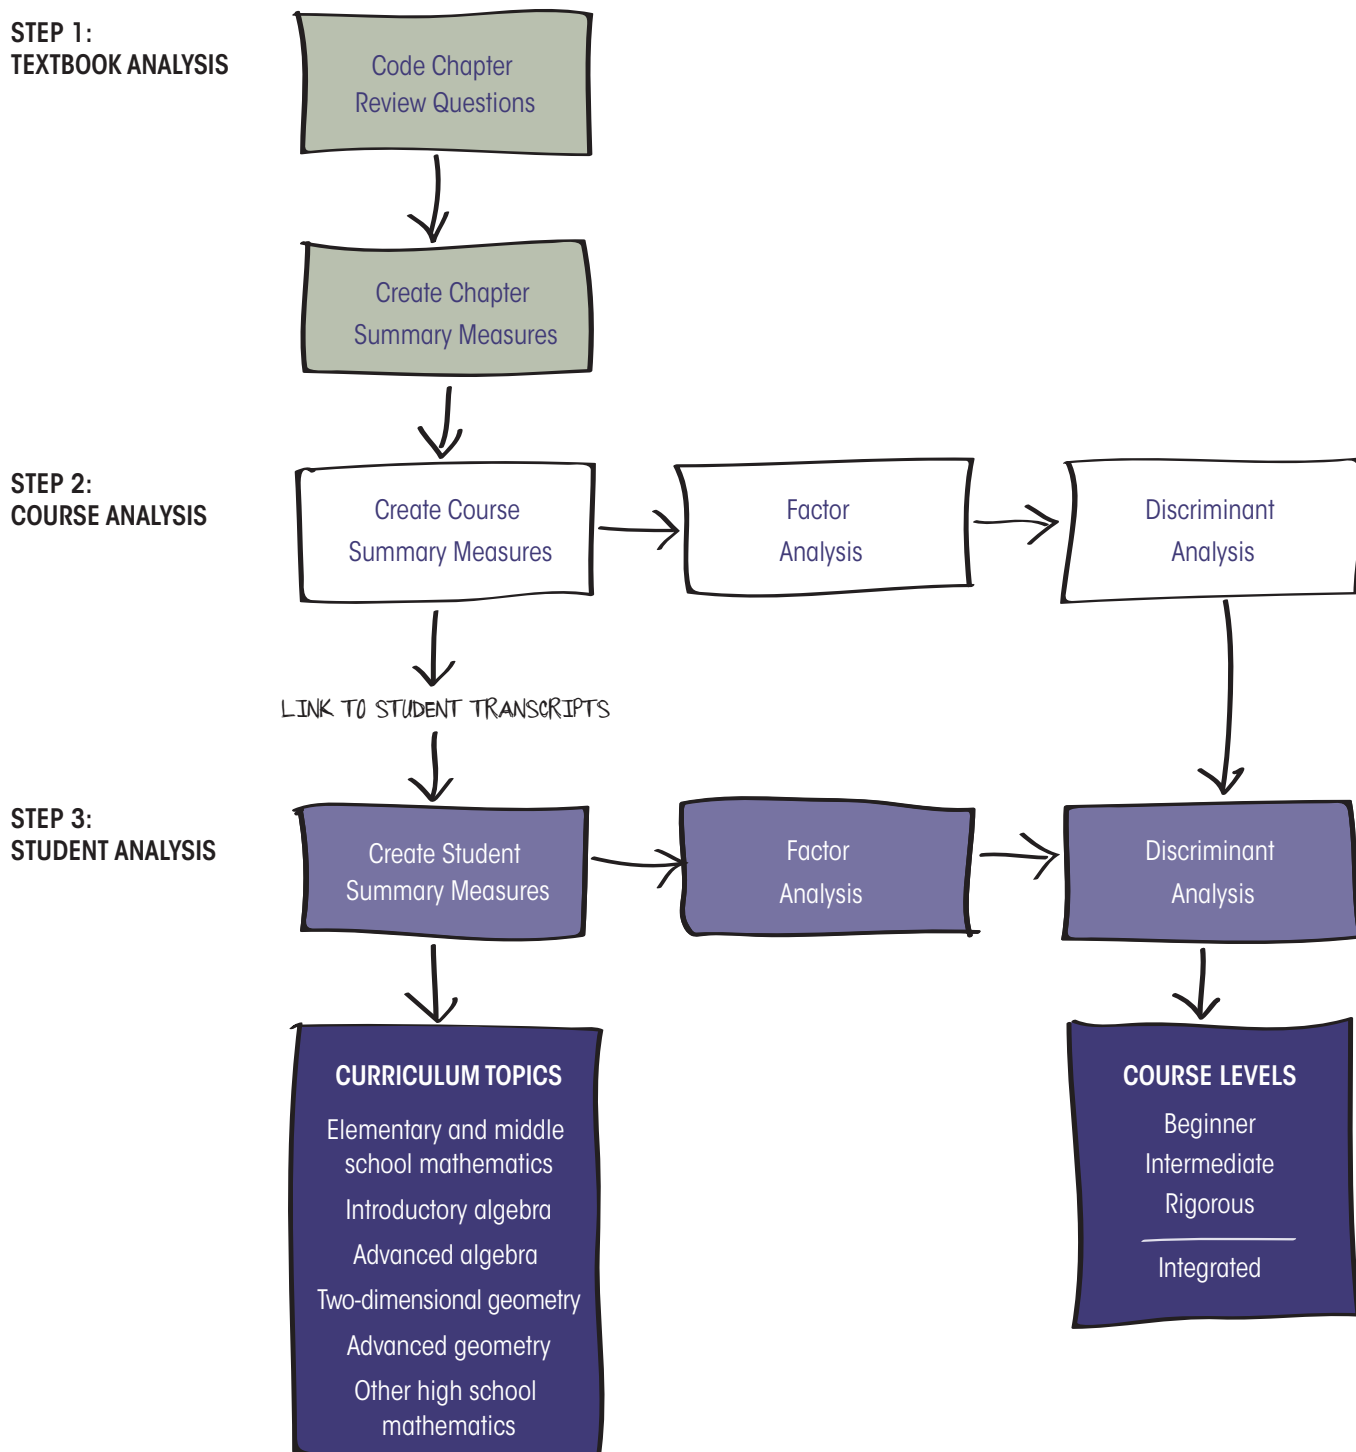 STEP 1:
TEXTBOOK ANALYSIS
Code Chapter
Review Questions
Create Chapter
Summary Measures
STEP 2:
COURSE ANALYSIS
Create Course
Summary Measures
Factor
Analysis
Discriminant
Analysis
LINK TO STUDENT TRANSCRIPTS
STEP 3:
STUDENT ANALYSIS
Create Student
Summary Measures
Factor
Analysis
Discriminant
Analysis
CURRICULUM TOPICS
Elementary and middle
school mathematics
Introductory algebra
Advanced algebra
Two-dimensional geometry
Advanced geometry
Other high school
mathematics
COURSE LEVELS
Beginner
Intermediate
Rigorous
Integrated